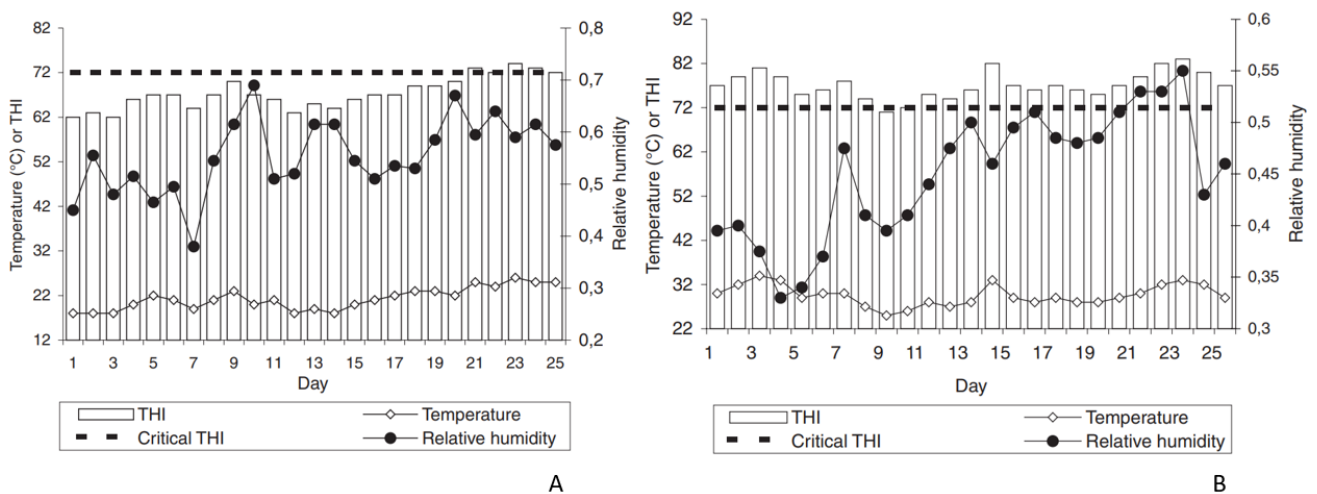 82
72
62
52
42
32
22
12
Temperature (°C) or THI
0,8
0,7
0,6
0,5
0,4
0,3
0,2
Relative humidity
1 3 5 7 9 11 13 15 17 19 21 23 25
Day
THI
Temperature
Critical THI
Relative humidity
A
92
82
72
62
52
42
32
22
Temperature (°C) or THI
0,6
0,55
0,5
0,45
0,4
0,35
0,3
Relative humidity
1 3 5 7 9 11 13 15 17 19 21 23 25
Day
THI
Temperature
Critical THI
Relative humidity
B